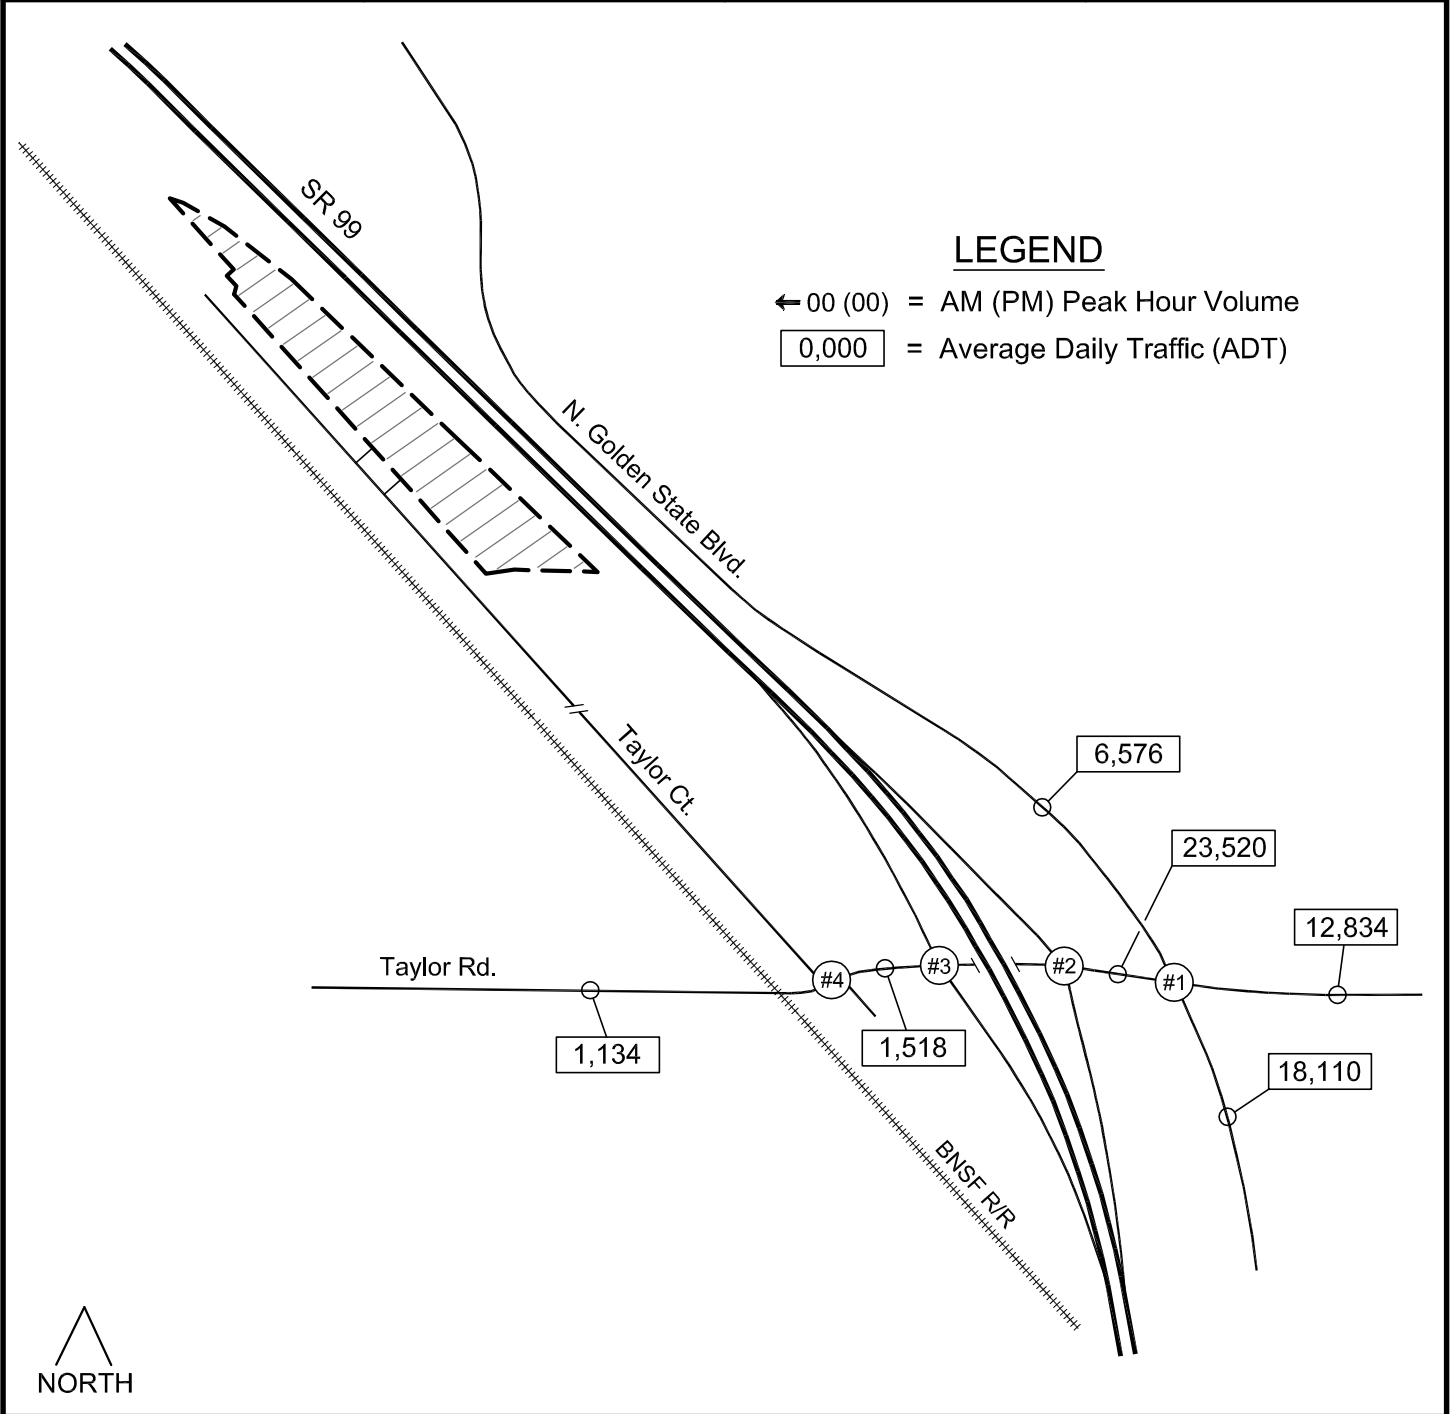 SR 99
LEGEND
00 (00) = AM (PM) Peak Hour Volume
0,000 = Average Daily Traffic (ADT)
N. Golden State Blvd.
Taylor Ct.
6,576
23,520
12,834
Taylor Rd.
#4
#3
#2
#1
1,134
1,518
18,110
BNSF R/R
NORTH